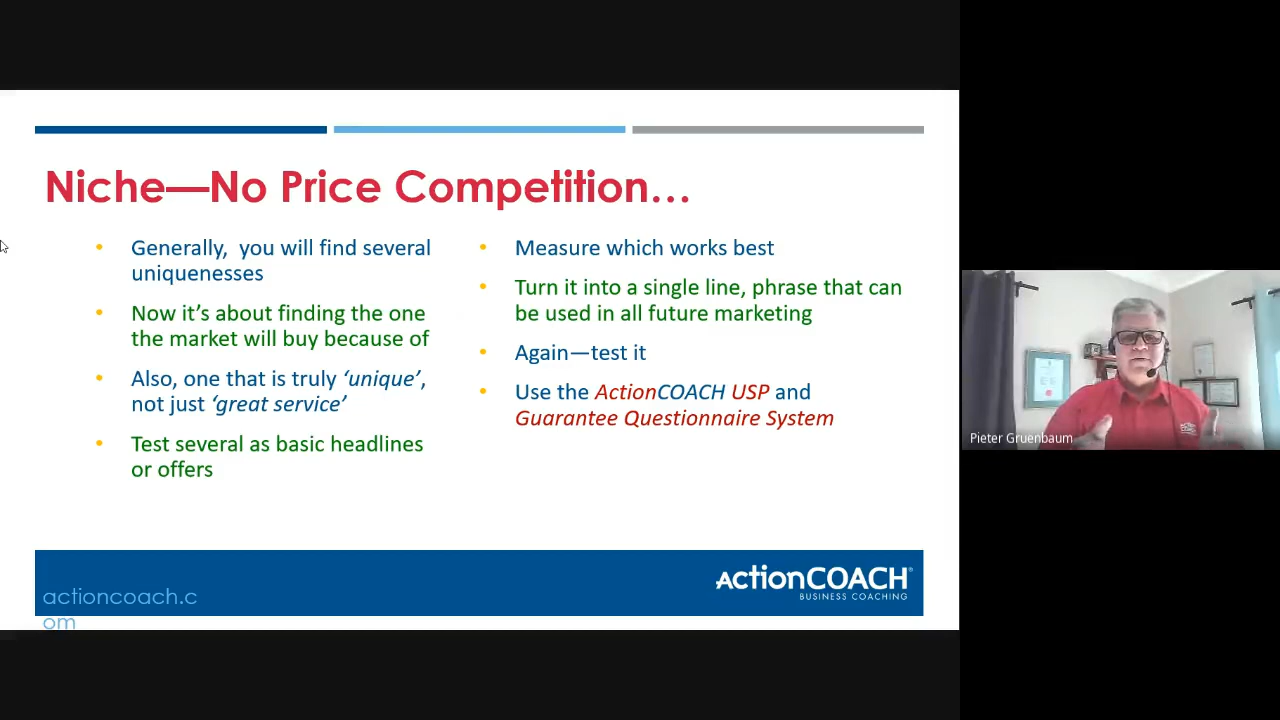 Niche—No Price Competition…
Generally,  you will find several
uniquenesses
Now it’s about finding the one
the market will buy because of
Also, one that is truly ‘unique’,
not just ‘great service’
Test several as basic headlines
or offers
Measure which works best
Turn it into a single line, phrase that can
be used in all future marketing
Again—test it
Use the ActionCOACH USP and
Guarantee Questionnaire System
actioncoach.c
om
ActionCOACH®
BUSINESS COACHING
Pieter Gruenbaum